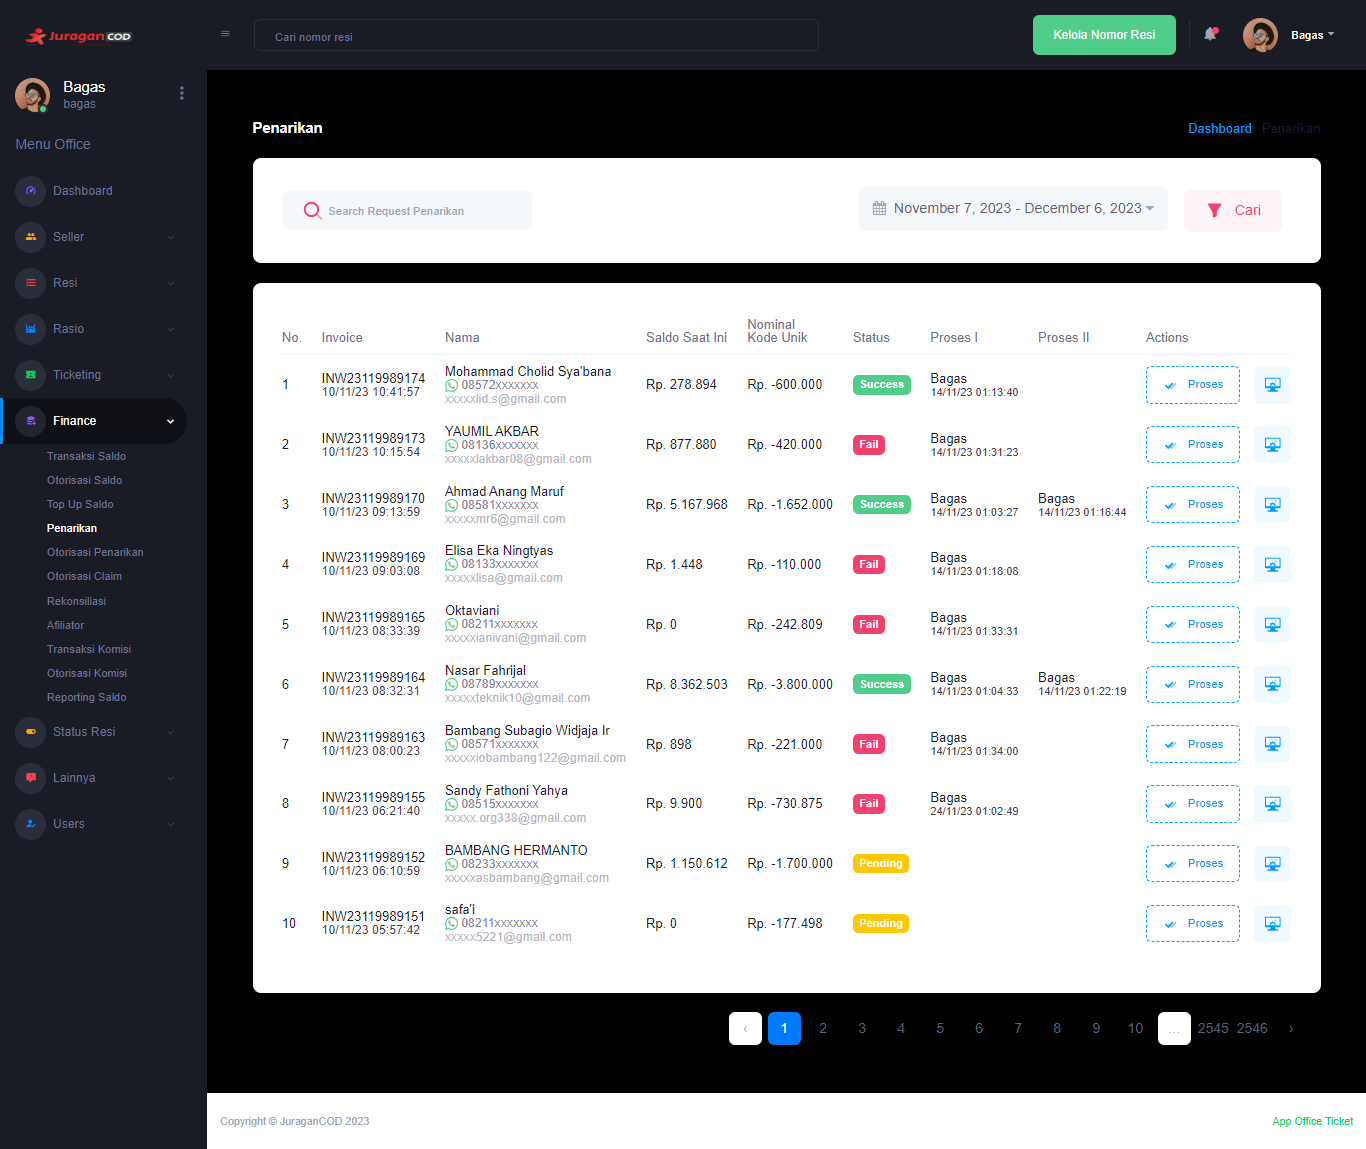 Juragan COD
Cari nomor resi
Kelola Nomor Resi
Bagas
Bagas
bagas
Menu Office
Dashboard
Seller
Resi
Rasio
Ticketing
Finance
Transaksi Saldo
Otorisasi Saldo
Top Up Saldo
Penarikan
Otorisasi Penarikan
Otorisasi Claim
Rekonsiliasi
Afiliator
Transaksi Komisi
Otorisasi Komisi
Reporting Saldo
Status Resi
Lainnya
Users
Penarikan
Dashboard Penarikan
Search Request Penarikan
November 7, 2023 - December 6, 2023
Cari
No. Invoice Nama Saldo Saat Ini Nominal Kode Unik Status Proses I Proses II Actions
1 INW23119989174 Mohammad Cholid Sya'bana Rp. 278.894 Rp. -600.000 Success Bagas Proses
10/11/23 10:41:57 08572xxxxxxx 14/11/23 01:13:40
xxxxxlid.s@gmail.com
2 INW23119989173 YAUMIL AKBAR Rp. 877.880 Rp. -420.000 Fail Bagas Proses
10/11/23 10:15:54 08136xxxxxxx 14/11/23 01:31:23
xxxxxlakbar08@gmail.com
3 INW23119989170 Ahmad Anang Maruf Rp. 5.167.968 Rp. -1.652.000 Success Bagas Bagas Proses
10/11/23 09:13:59 08581xxxxxxx 14/11/23 01:03:27 14/11/23 01:16:44
xxxxxmr6@gmail.com
4 INW23119989169 Elisa Eka Ningtyas Rp. 1.448 Rp. -110.000 Fail Bagas Proses
10/11/23 09:03:08 08133xxxxxxx 14/11/23 01:18:08
xxxxxlisa@gmail.com
5 INW23119989165 Oktaviani Rp. 0 Rp. -242.809 Fail Bagas Proses
10/11/23 08:33:39 08211xxxxxxx 14/11/23 01:33:31
xxxxxianivani@gmail.com
6 INW23119989164 Nasar Fahrijal Rp. 8.362.503 Rp. -3.800.000 Success Bagas Bagas Proses
10/11/23 08:32:31 08789xxxxxxx 14/11/23 01:04:33 14/11/23 01:22:19
xxxxxteknik10@gmail.com
7 INW23119989163 Bambang Subagio Widjaja Ir Rp. 898 Rp. -221.000 Fail Bagas Proses
10/11/23 08:00:23 08571xxxxxxx 14/11/23 01:34:00
xxxxxiobambang122@gmail.com
8 INW23119989155 Sandy Fathoni Yahya Rp. 9.900 Rp. -730.875 Fail Bagas Proses
10/11/23 06:21:40 08515xxxxxxx 24/11/23 01:02:49
xxxxx.org338@gmail.com
9 INW23119989152 BAMBANG HERMANTO Rp. 1.150.612 Rp. -1.700.000 Pending Proses
10/11/23 06:10:59 08233xxxxxxx
xxxxxasbambang@gmail.com
10 INW23119989151 safa'i Rp. 0 Rp. -177.498 Pending Proses
10/11/23 05:57:42 08211xxxxxxx
xxxxx5221@gmail.com
‹ 1 2 3 4 5 6 7 8 9 10 ... 2545 2546 ›
Copyright © JuraganCOD 2023
App Office Ticket